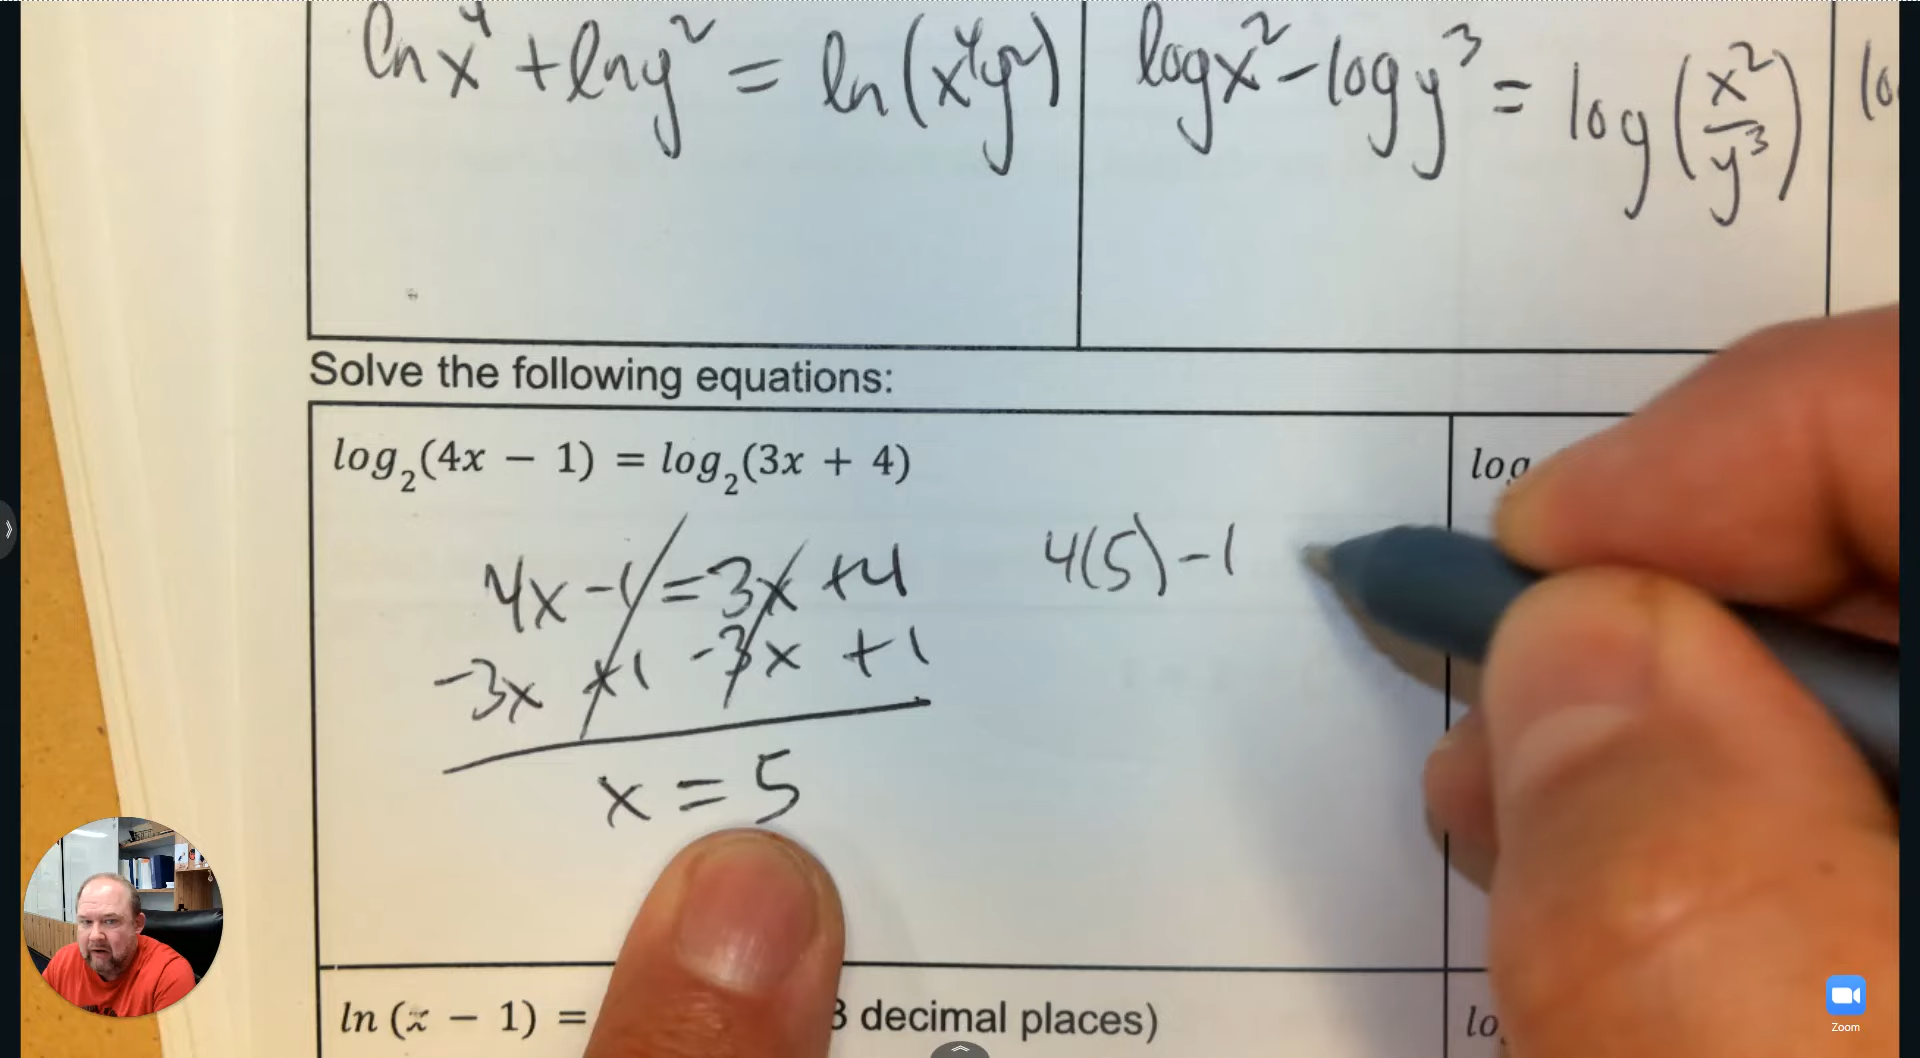 ln x⁴ + ln y² = ln(x⁴y²)
log x² - log y³ = log(x²/y³)
Solve the following equations:
log₂(4x − 1) = log₂(3x + 4)
log
4x - 1 = 3x + 4
-3x +1 -3x +1
x = 5
4(5) - 1
ln (x − 1) = 3 decimal places)
Zoom